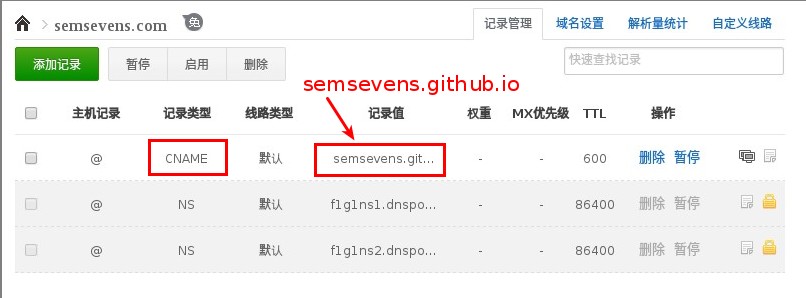 semsevens.com 免
记录管理 域名设置 解析量统计 自定义线路
添加记录 暂停 启用 删除 快速查找记录
semsevens.github.io
主机记录 记录类型 线路类型 记录值 权重 MX优先级 TTL 操作
@ CNAME 默认 semsevens.git... - - 600 删除 暂停
@ NS 默认 f1g1ns1.dnspo... - - 86400 删除 暂停
@ NS 默认 f1g1ns2.dnspo... - - 86400 删除 暂停